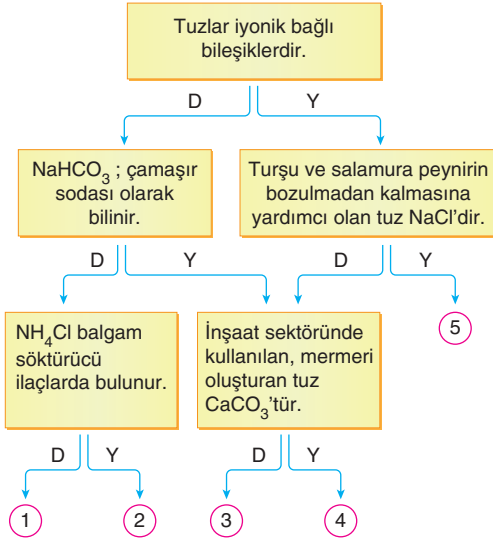 Tuzlar iyonik bağlı
bileşiklerdir.
D
Y
NaHCO₃ ; çamaşır
sodası olarak
bilinir.
Turşu ve salamura peynirin
bozulmadan kalmasına
yardımcı olan tuz NaCl’dir.
D
Y
D
Y
NH₄Cl balgam
söktürücü
ilaçlarda bulunur.
İnşaat sektöründe
kullanılan, mermeri
oluşturan tuz
CaCO₃’tür.
5
D
Y
D
Y
1
2
3
4